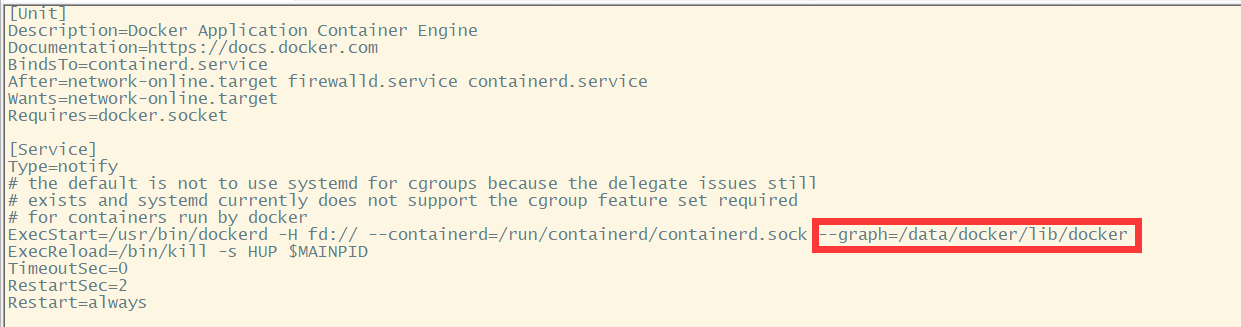 [Unit]
Description=Docker Application Container Engine
Documentation=https://docs.docker.com
BindsTo=containerd.service
After=network-online.target firewalld.service containerd.service
Wants=network-online.target
Requires=docker.socket
[Service]
Type=notify
# the default is not to use systemd for cgroups because the delegate issues still
# exists and systemd currently does not support the cgroup feature set required
# for containers run by docker
ExecStart=/usr/bin/dockerd -H fd:// --containerd=/run/containerd/containerd.sock --graph=/data/docker/lib/docker
ExecReload=/bin/kill -s HUP $MAINPID
TimeoutSec=0
RestartSec=2
Restart=always